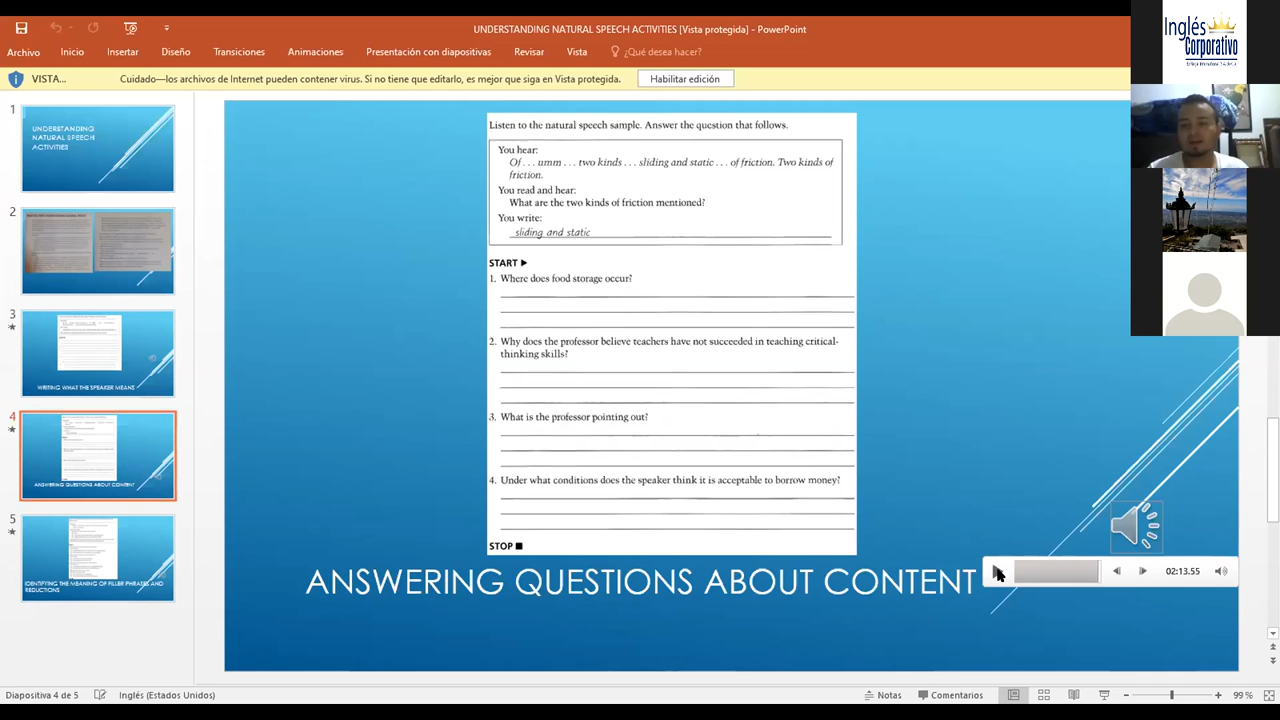 UNDERSTANDING NATURAL SPEECH ACTIVITIES [Vista protegida] - PowerPoint
Archivo Inicio Insertar Diseño Transiciones Animaciones Presentación con diapositivas Revisar Vista ¿Qué desea hacer?
VISTA... Cuidado—los archivos de Internet pueden contener virus. Si no tiene que editarlo, es mejor que siga en Vista protegida. Habilitar edición
Inglés
Corporativo
1
UNDERSTANDING
NATURAL SPEECH
ACTIVITIES
2
3
WRITING WHAT THE SPEAKER MEANS
4
ANSWERING QUESTIONS ABOUT CONTENT
5
IDENTIFYING THE MEANING OF FILLER PHRASES AND
REDUCTIONS
Listen to the natural speech sample. Answer the question that follows.
You hear:
Of . . . umm . . . two kinds . . . sliding and static . . . of friction. Two kinds of
friction.
You read and hear:
What are the two kinds of friction mentioned?
You write:
sliding and static
START
1. Where does food storage occur?
2. Why does the professor believe teachers have not succeeded in teaching critical-
thinking skills?
3. What is the professor pointing out?
4. Under what conditions does the speaker think it is acceptable to borrow money?
STOP
ANSWERING QUESTIONS ABOUT CONTENT
02:13.55
Diapositiva 4 de 5 Inglés (Estados Unidos) Notas Comentarios 99 %